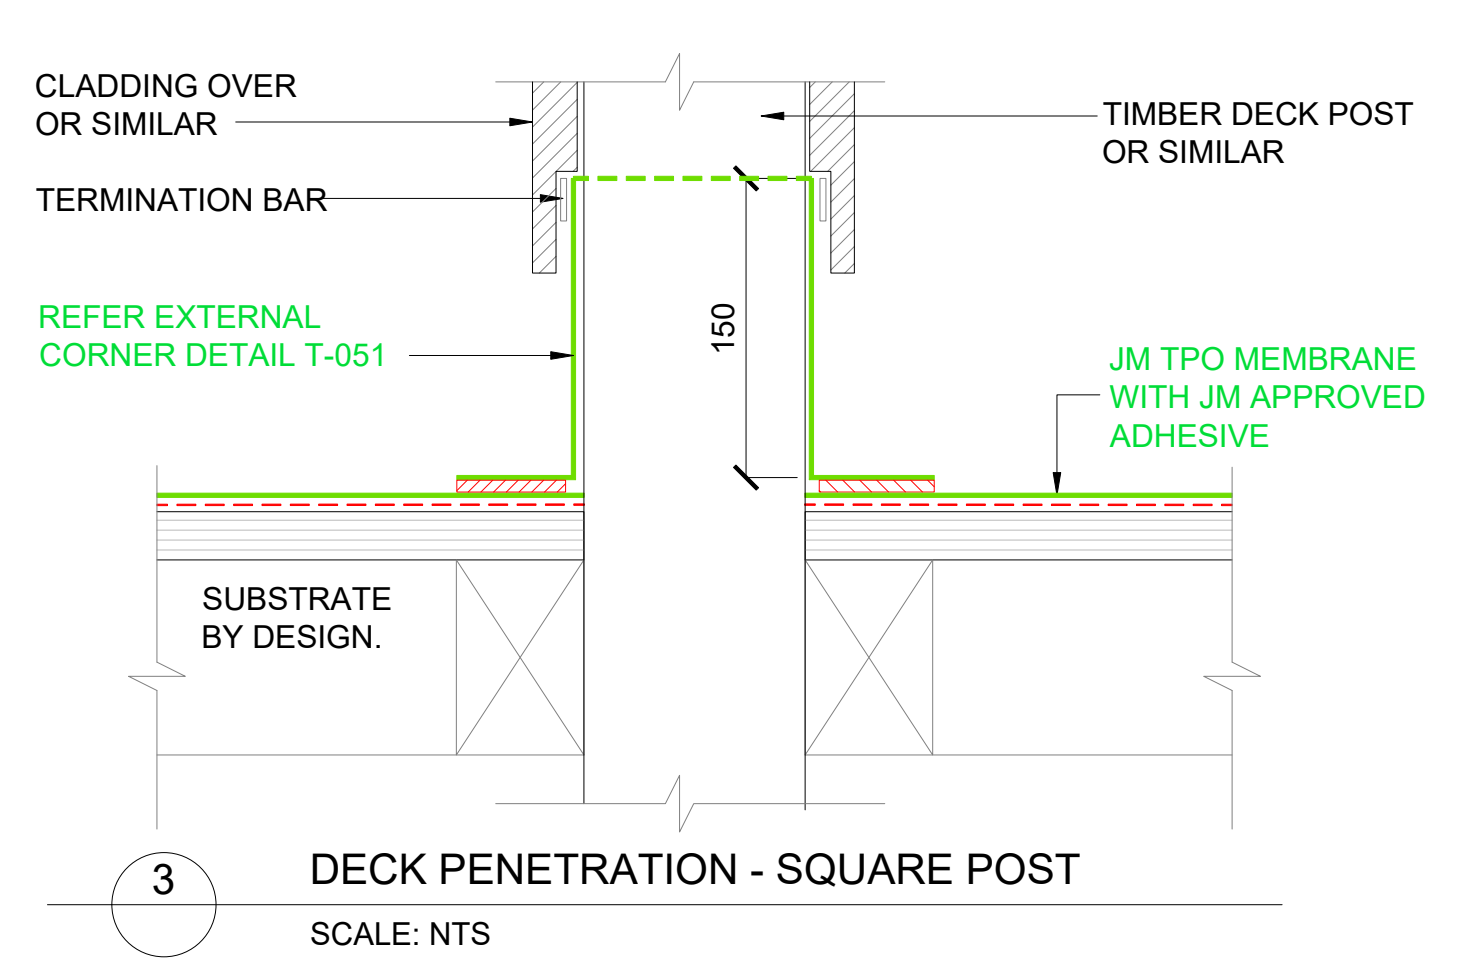 CLADDING OVER
OR SIMILAR
TERMINATION BAR
REFER EXTERNAL
CORNER DETAIL T-051
TIMBER DECK POST
OR SIMILAR
150
JM TPO MEMBRANE
WITH JM APPROVED
ADHESIVE
SUBSTRATE
BY DESIGN.
3
DECK PENETRATION - SQUARE POST
SCALE: NTS